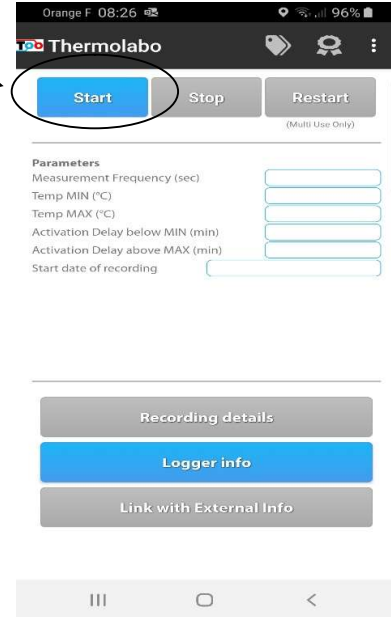 Orange F 08:26 96%
Tob Thermolabo
Start Stop Restart
(Multi Use Only)
Parameters
Measurement Frequency (sec)
Temp MIN (°C)
Temp MAX (°C)
Activation Delay below MIN (min)
Activation Delay above MAX (min)
Start date of recording
Recording details
Logger info
Link with External Info